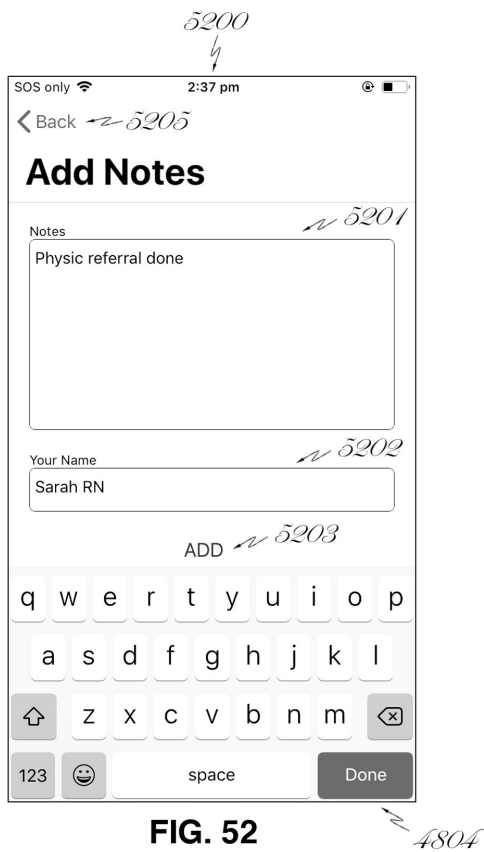 5200
SOS only 2:37 pm
Back 5205
Add Notes
5201
Notes
Physic referral done
5202
Your Name
Sarah RN
ADD 5203
q w e r t y u i o p
a s d f g h j k l
z x c v b n m
123 space Done
FIG. 52
4804